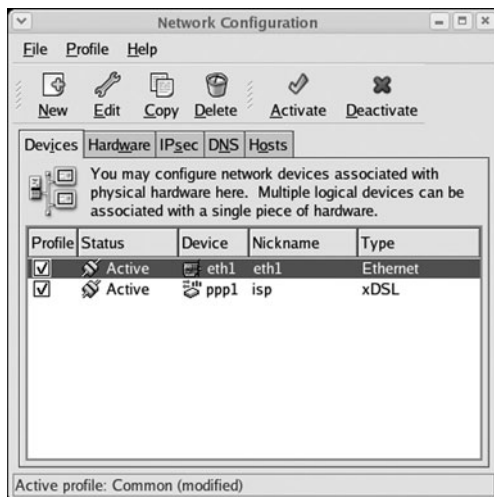 Network Configuration
File Profile Help
New Edit Copy Delete Activate Deactivate
Devices Hardware IPsec DNS Hosts
You may configure network devices associated with
physical hardware here. Multiple logical devices can be
associated with a single piece of hardware.
Profile Status Device Nickname Type
Active eth1 eth1 Ethernet
Active ppp1 isp xDSL
Active profile: Common (modified)